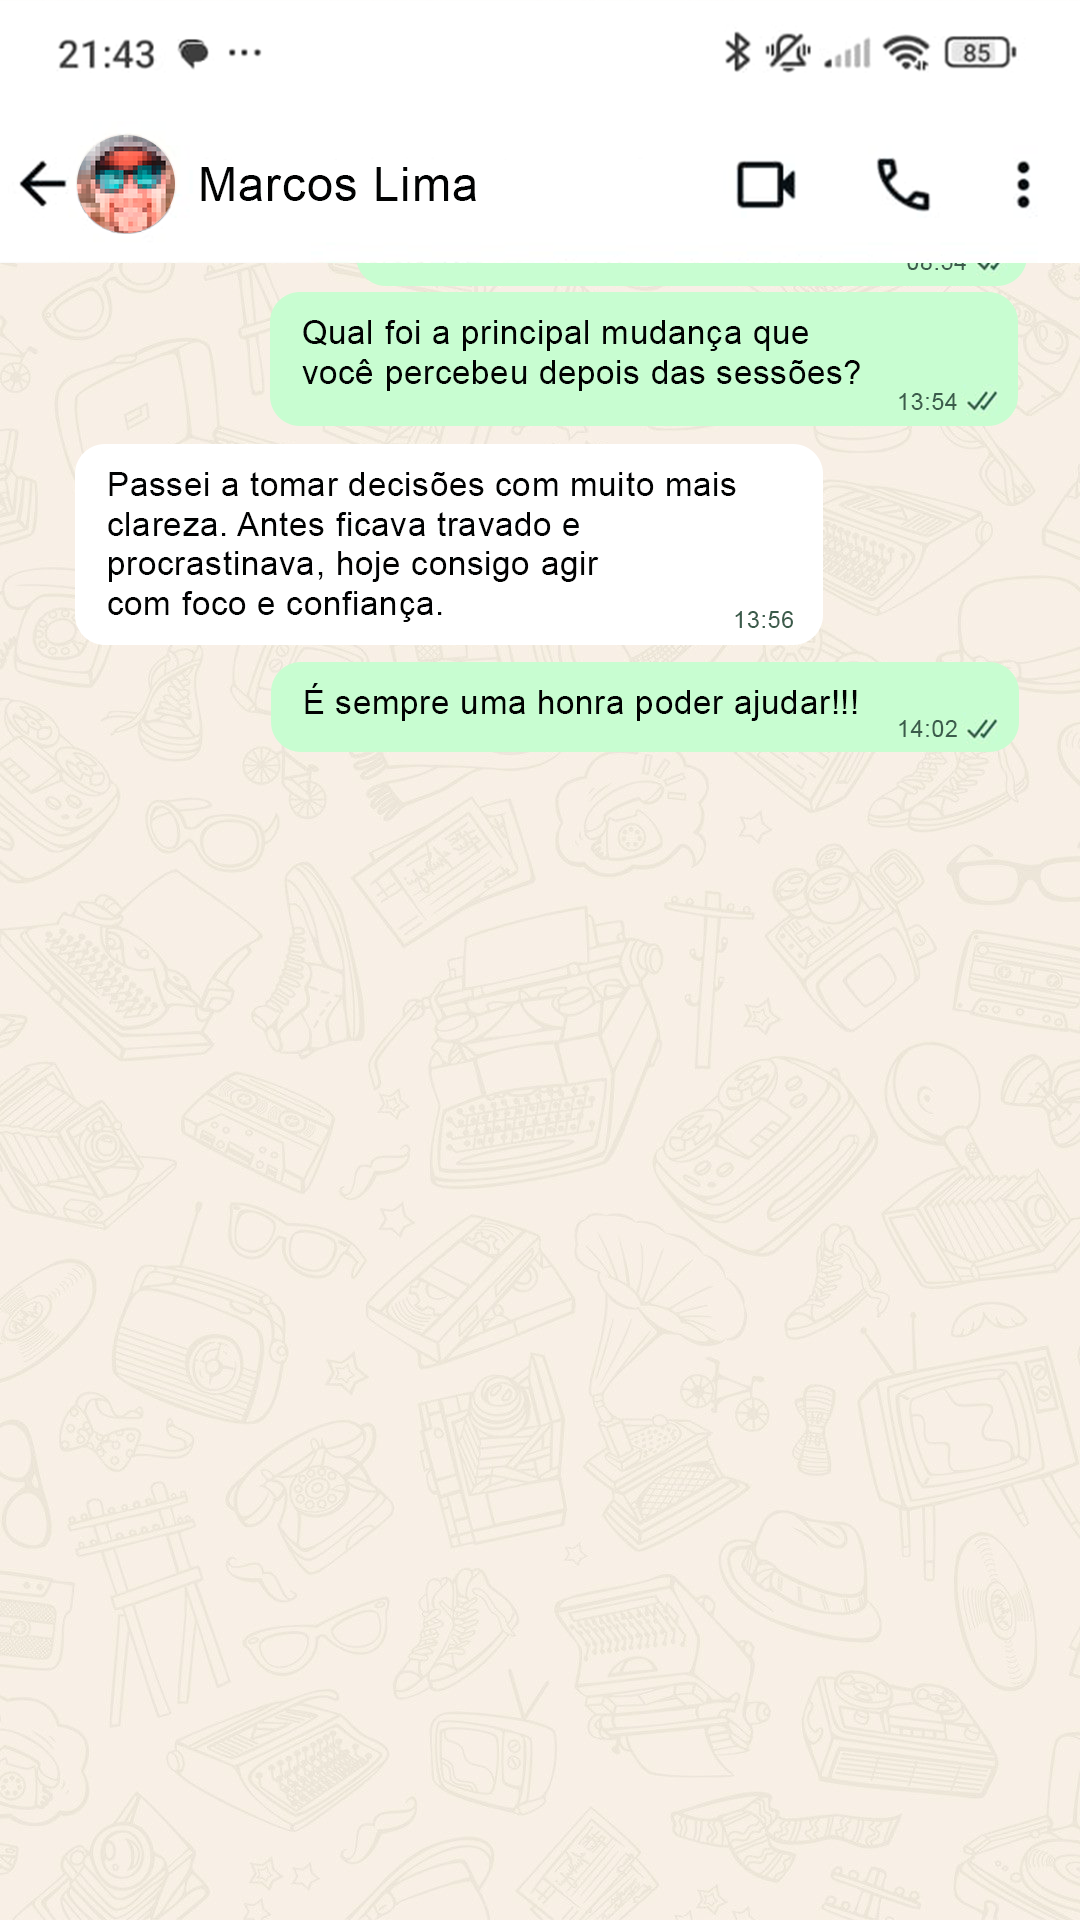 21:43
85
Marcos Lima
Qual foi a principal mudança que
você percebeu depois das sessões?
13:54
Passei a tomar decisões com muito mais
clareza. Antes ficava travado e
procrastinava, hoje consigo agir
com foco e confiança.
13:56
É sempre uma honra poder ajudar!!!
14:02